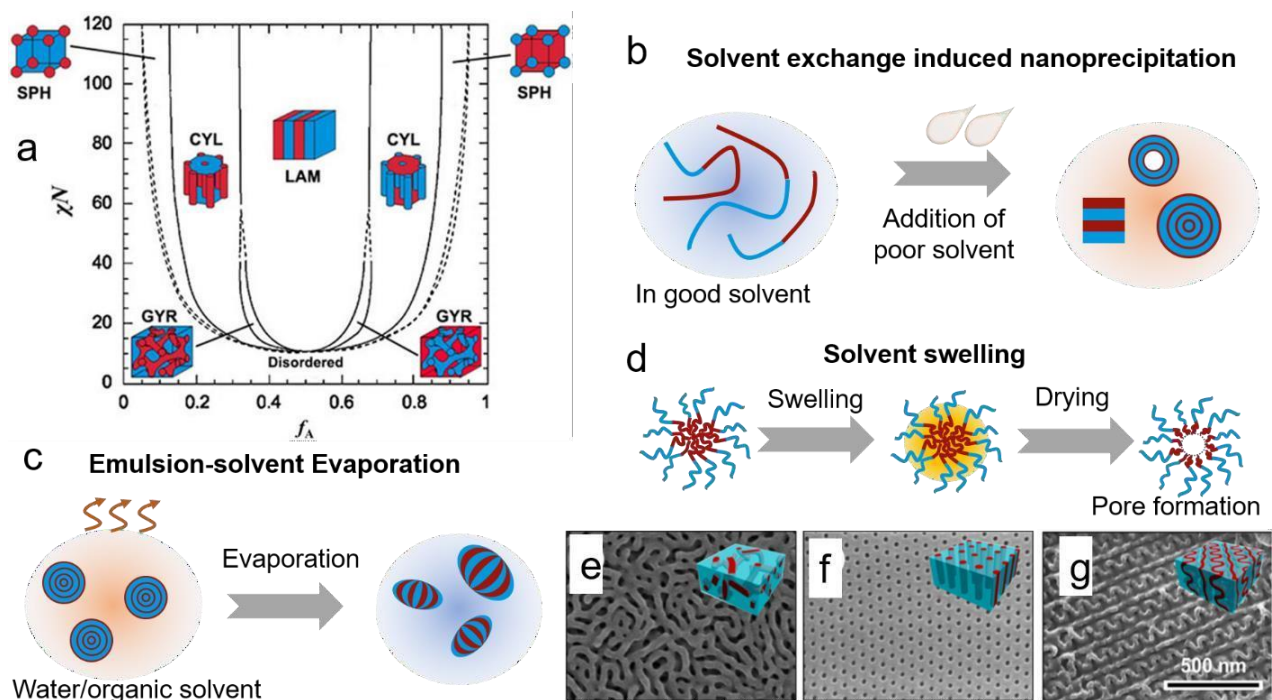 a
120
100
80
60
40
20
0
χN
0
0.2
0.4
0.6
0.8
1
f_A
SPH
SPH
CYL
LAM
CYL
GYR
GYR
Disordered
b
Solvent exchange induced nanoprecipitation
In good solvent
Addition of
poor solvent
c
Emulsion-solvent Evaporation
Evaporation
Water/organic solvent
d
Solvent swelling
Swelling
Drying
Pore formation
e
f
g
500 nm